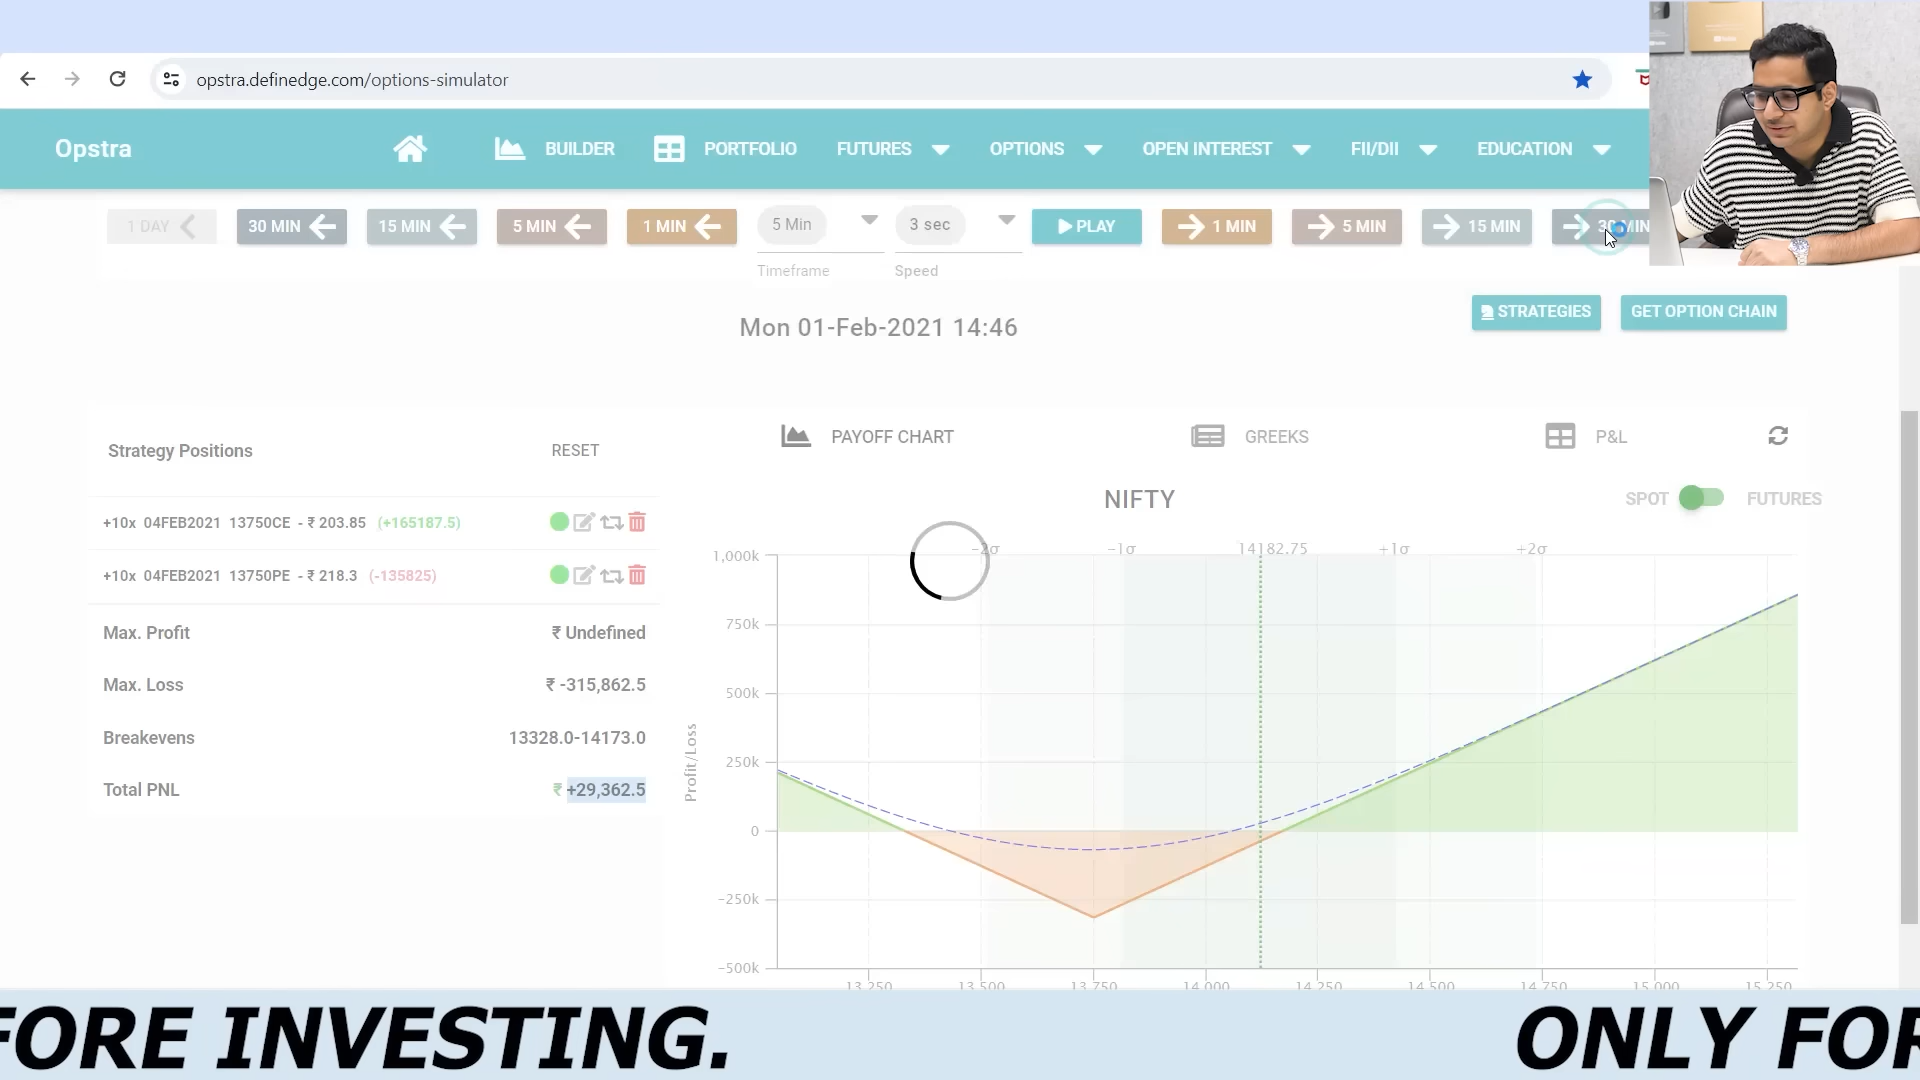 opstra.definedge.com/options-simulator
Opstra
BUILDER
PORTFOLIO
FUTURES
OPTIONS
OPEN INTEREST
FII/DII
EDUCATION
1 DAY
30 MIN
15 MIN
5 MIN
1 MIN
5 Min
3 sec
PLAY
1 MIN
5 MIN
15 MIN
Timeframe
Speed
Mon 01-Feb-2021 14:46
STRATEGIES
GET OPTION CHAIN
Strategy Positions
RESET
PAYOFF CHART
GREEKS
P&L
NIFTY
SPOT
FUTURES
+10x 04FEB2021 13750CE - ₹ 203.85 (+165187.5)
+10x 04FEB2021 13750PE - ₹ 218.3 (-135825)
Max. Profit
₹ Undefined
Max. Loss
₹ -315,862.5
Breakevens
13328.0-14173.0
Total PNL
₹ +29,362.5
-2σ
-1σ
14182.75
+1σ
+2σ
1,000k
750k
500k
250k
0
-250k
-500k
Profit/Loss
13,250
13,500
13,750
14,000
14,250
14,500
14,750
15,000
15,250
FORE INVESTING.
ONLY FOR